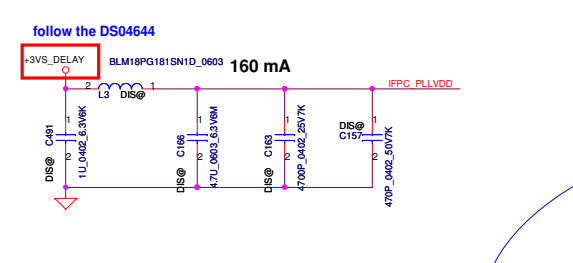 follow the DS04644
+3VS_DELAY
BLM18PG181SN1D_0603
160 mA
IFPC_PLLVDD
2
1
L3
DIS@
1
2
C491
DIS@
1U_0402_6.3V6K
1
2
C166
DIS@
4.7U_0603_6.3V6M
1
2
C163
DIS@
4700P_0402_25V7K
DIS@
C157
1
2
470P_0402_50V7K